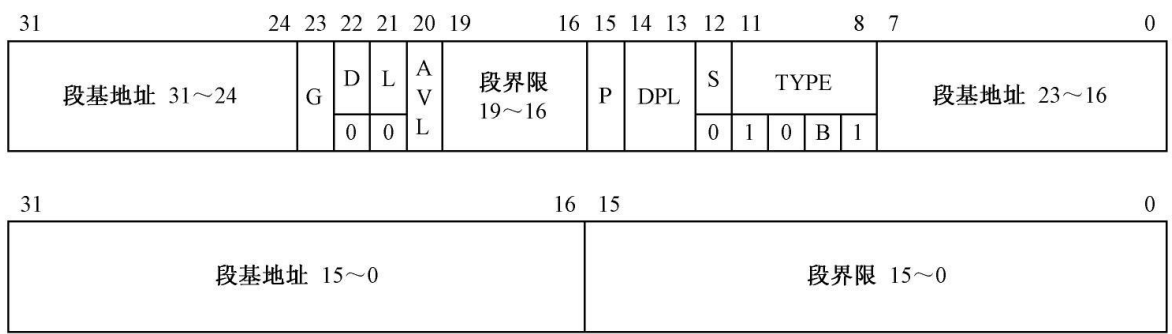 31 24 23 22 21 20 19 16 15 14 13 12 11 8 7 0
段基地址 31～24 G D L AVL 段界限 19～16 P DPL S TYPE 段基地址 23～16
0 0 0 1 0 B 1
31 16 15 0
段基地址 15～0 段界限 15～0